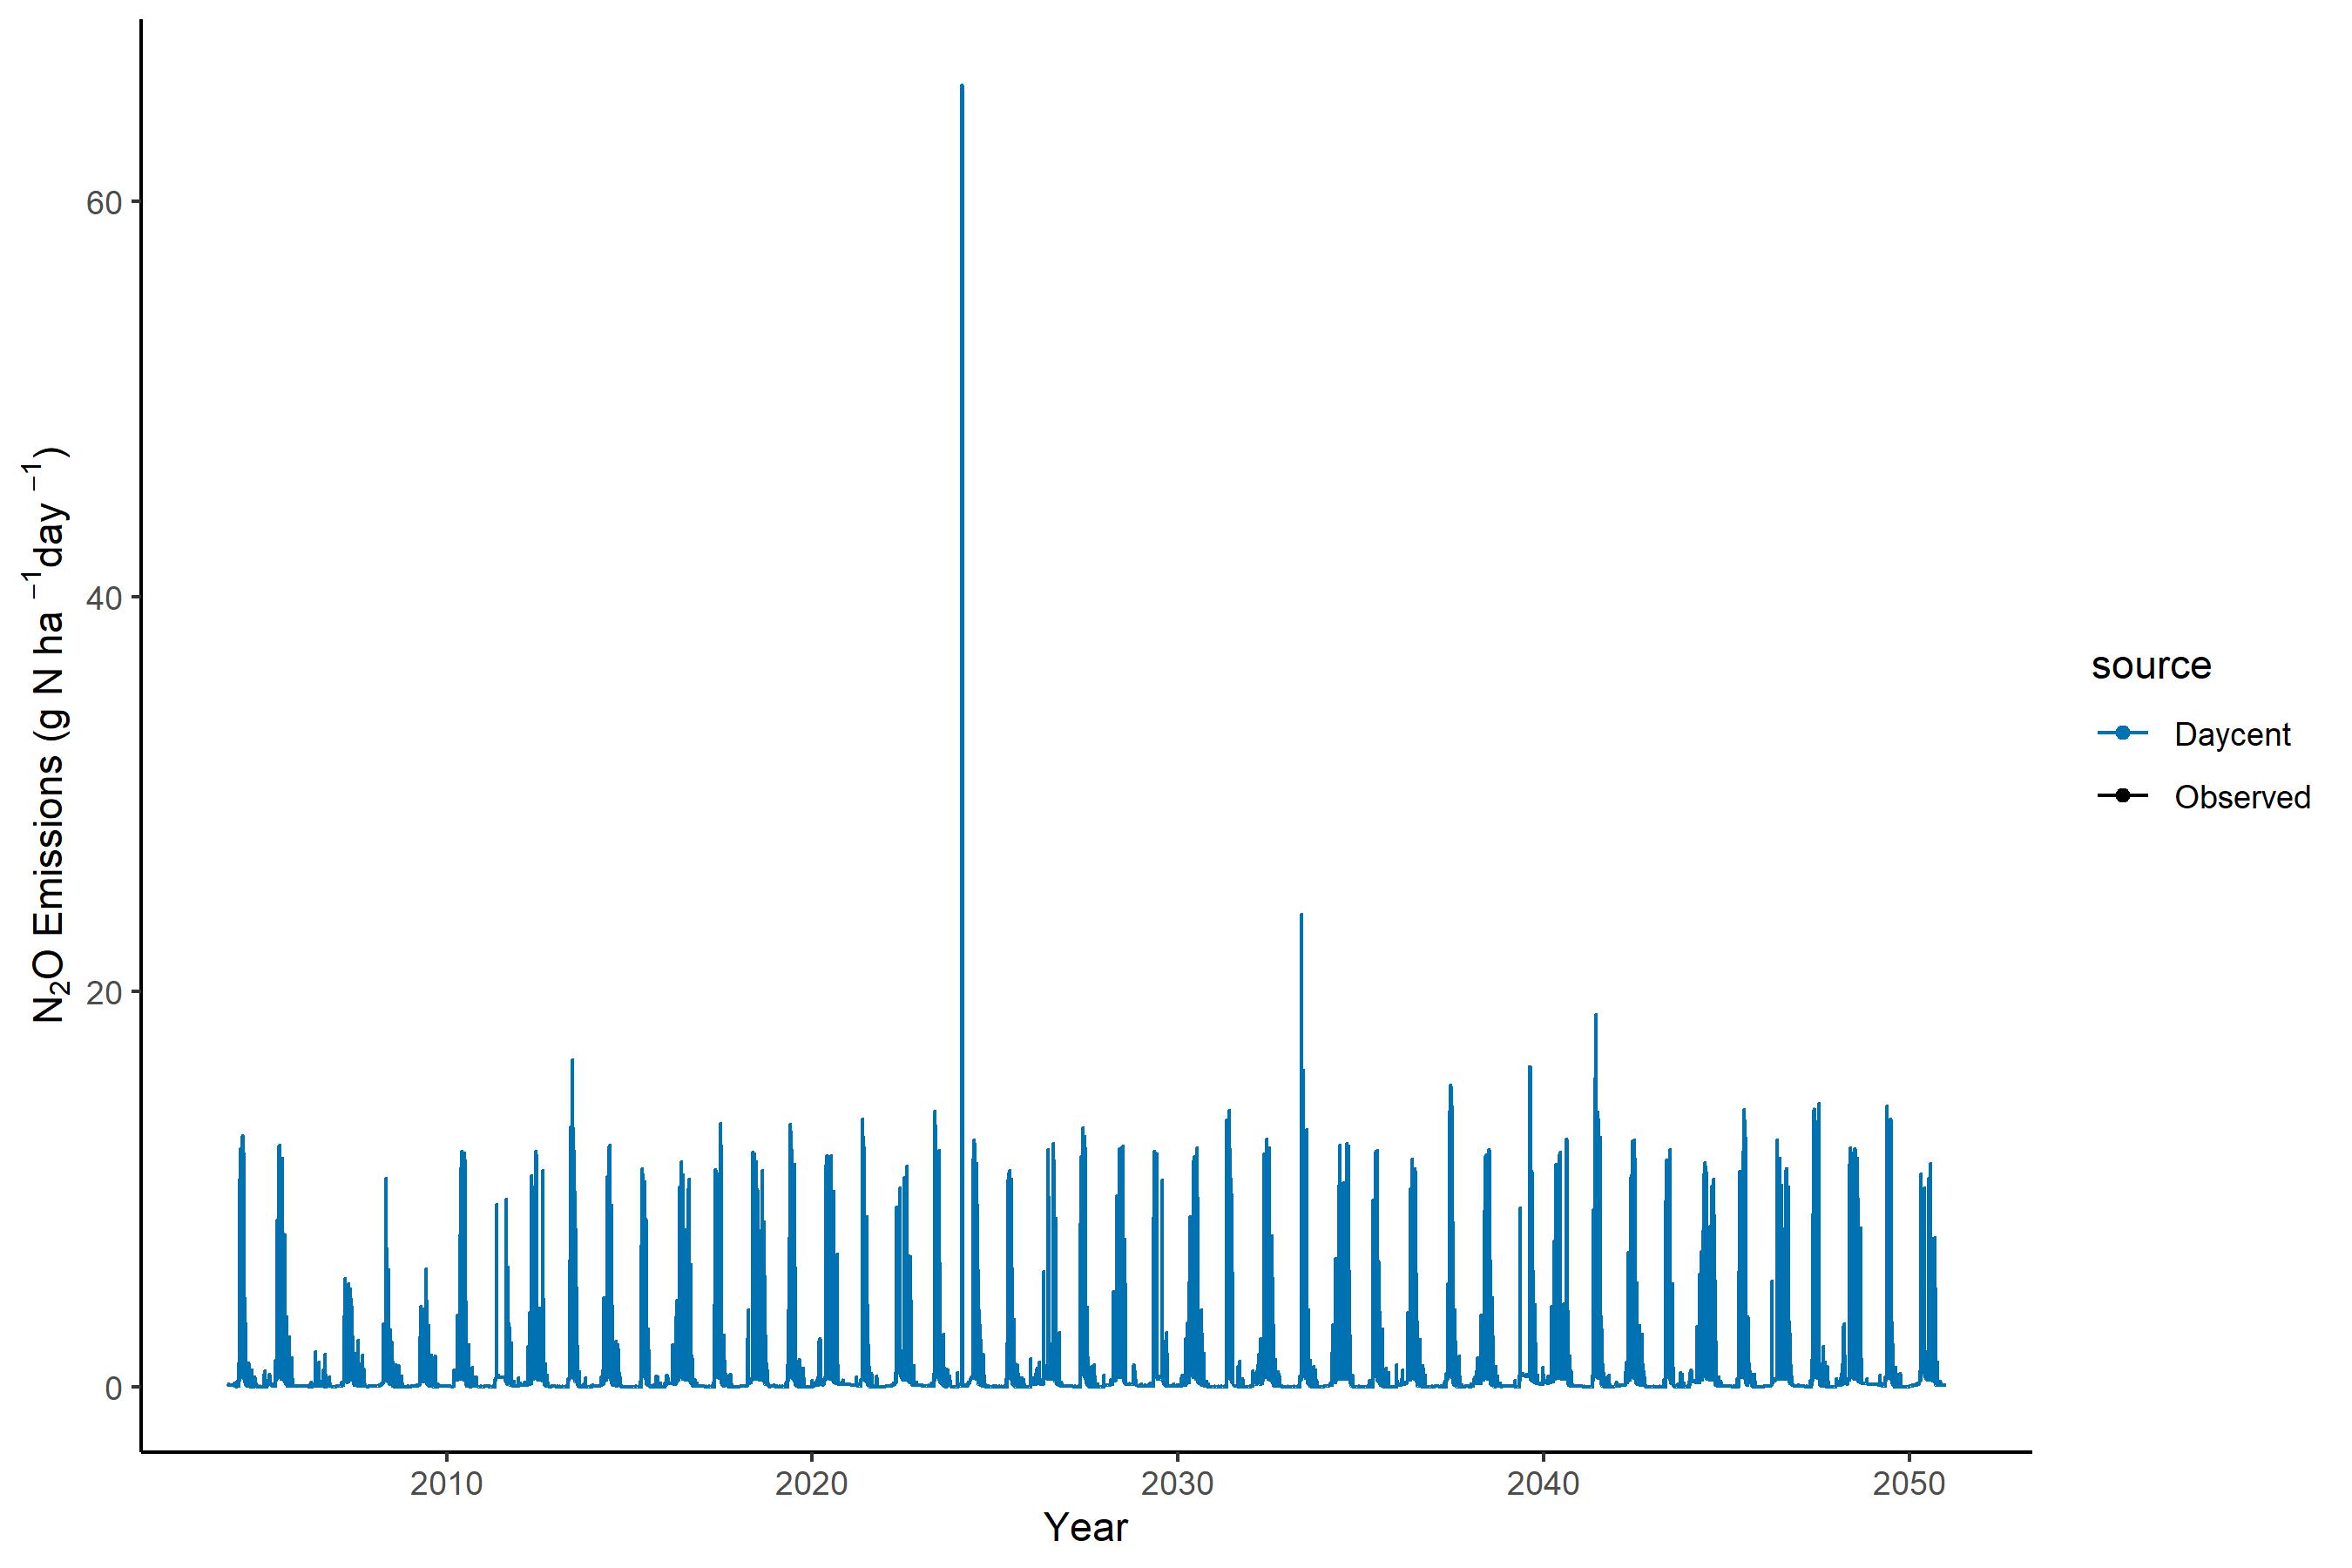 N₂O Emissions (g N ha ⁻¹day ⁻¹)
60
40
20
0
2010 2020 2030 2040 2050
Year
source
Daycent
Observed